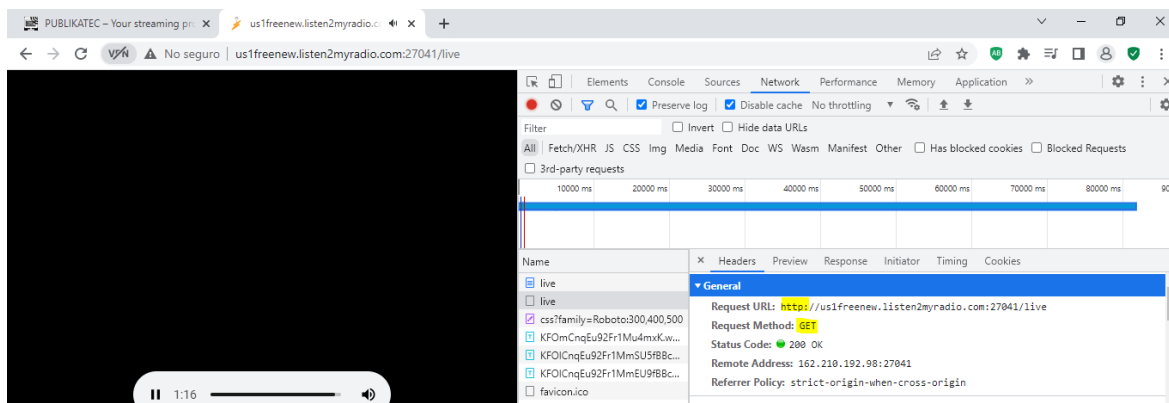 PUBLIKATEC – Your streaming pr
us1freenew.listen2myradio.c
VPN No seguro us1freenew.listen2myradio.com:27041/live
Elements Console Sources Network Performance Memory Application »
Preserve log Disable cache No throttling
Filter Invert Hide data URLs
All Fetch/XHR JS CSS Img Media Font Doc WS Wasm Manifest Other Has blocked cookies Blocked Requests
3rd-party requests
10000 ms 20000 ms 30000 ms 40000 ms 50000 ms 60000 ms 70000 ms 80000 ms 90
Name
live
live
css?family=Roboto:300,400,500
KFOmCnqEu92Fr1Mu4mxK.w...
KFOlCnqEu92Fr1MmSU5fBBc...
KFOlCnqEu92Fr1MmEU9fBBc...
favicon.ico
Headers Preview Response Initiator Timing Cookies
General
Request URL: http://us1freenew.listen2myradio.com:27041/live
Request Method: GET
Status Code: 200 OK
Remote Address: 162.210.192.98:27041
Referrer Policy: strict-origin-when-cross-origin
1:16